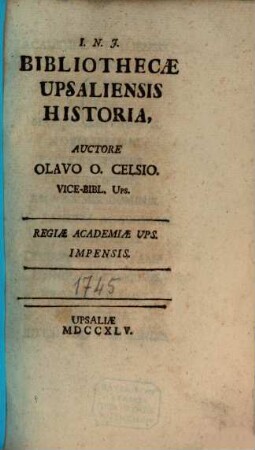 I. N. J.
BIBLIOTHECÆ
UPSALIENSIS
HISTORIA,
AUCTORE
OLAVO O. CELSIO.
VICE-BIBL. Ups.
REGIÆ ACADEMIÆ UPS.
IMPENSIS.
1745
UPSALIÆ
MDCCXLV.